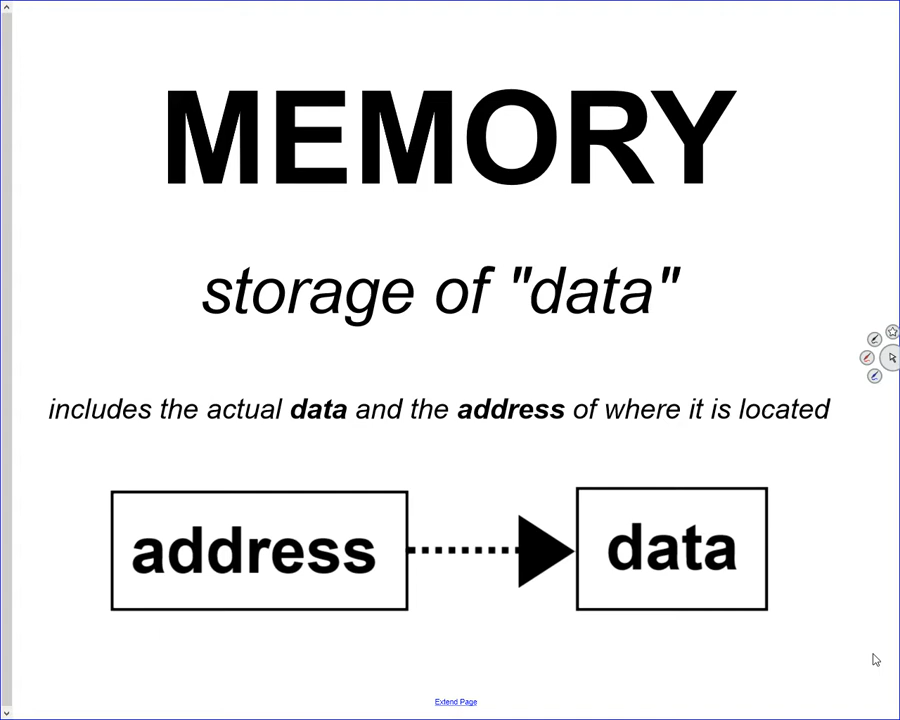 MEMORY
storage of "data"
includes the actual data and the address of where it is located
address
data
Extend Page